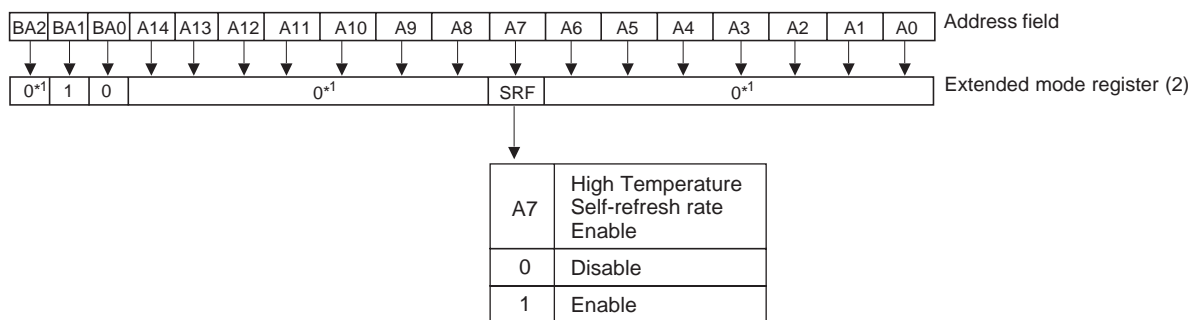 BA2 BA1 BA0 A14 A13 A12 A11 A10 A9 A8 A7 A6 A5 A4 A3 A2 A1 A0 Address field
0*1 1 0 0*1 SRF 0*1 Extended mode register (2)
A7 High Temperature
Self-refresh rate
Enable
0 Disable
1 Enable